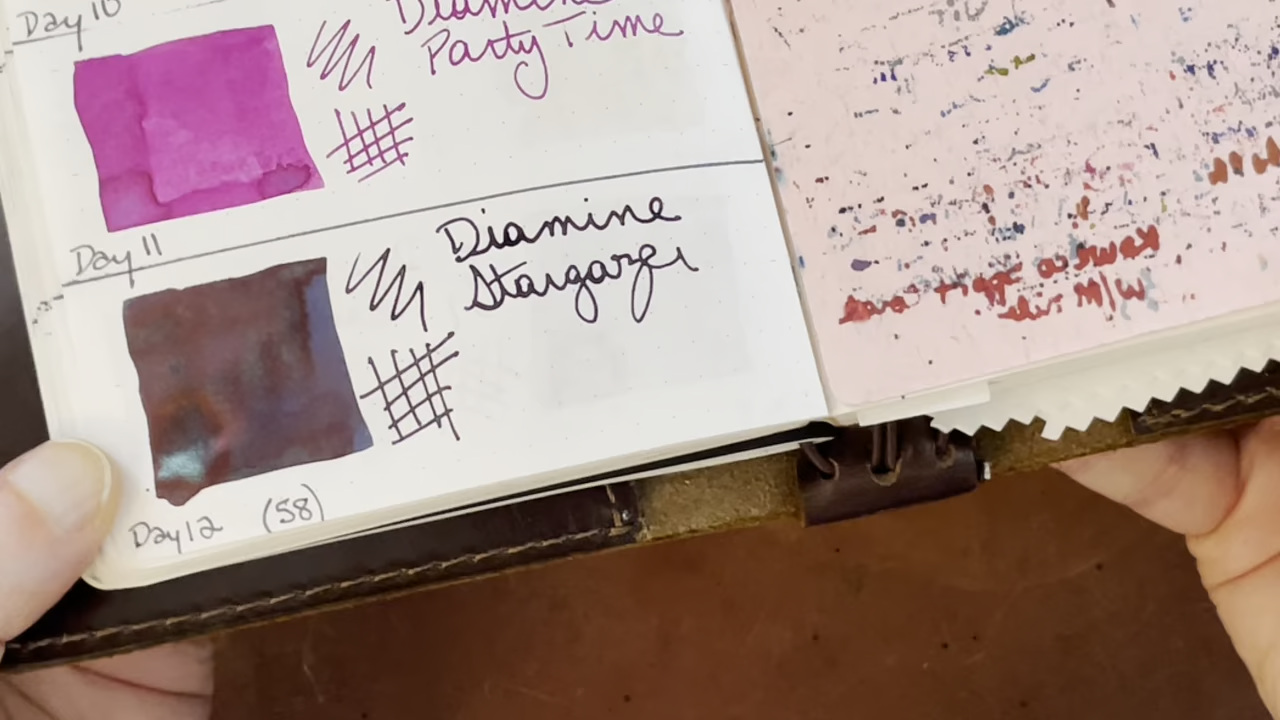 Day 10
Diamine
Party Time
Day 11
Diamine
Stargazer
Day 12 (58)
M/W